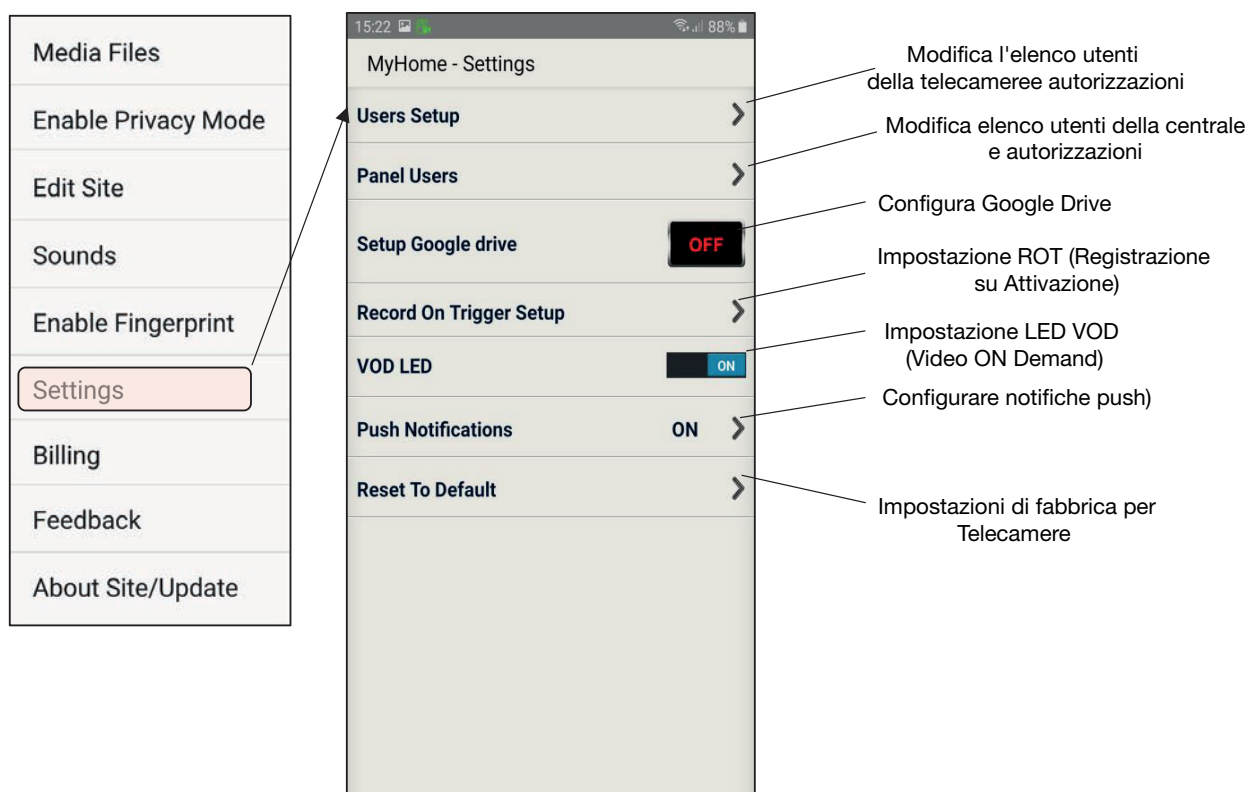 Media Files
Enable Privacy Mode
Edit Site
Sounds
Enable Fingerprint
Settings
Billing
Feedback
About Site/Update
15:22
88%
MyHome - Settings
Users Setup
Panel Users
Setup Google drive
OFF
Record On Trigger Setup
VOD LED
ON
Push Notifications
ON
Reset To Default
Modifica l'elenco utenti
della telecameree autorizzazioni
Modifica elenco utenti della centrale
e autorizzazioni
Configura Google Drive
Impostazione ROT (Registrazione
su Attivazione)
Impostazione LED VOD
(Video ON Demand)
Configurare notifiche push)
Impostazioni di fabbrica per
Telecamere